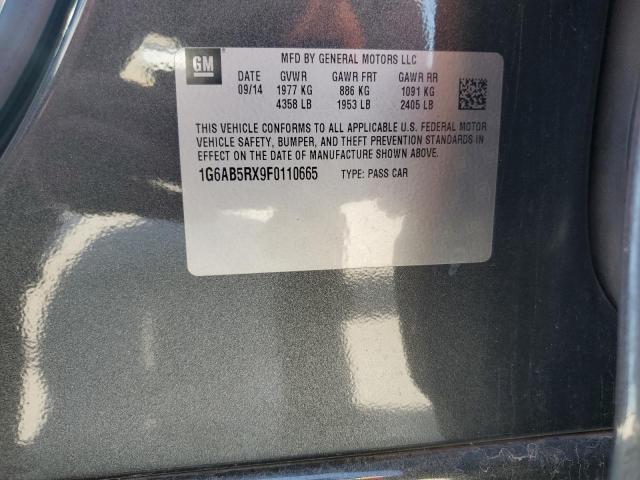 GM
MFD BY GENERAL MOTORS LLC
DATE GVWR GAWR FRT GAWR RR
09/14 1977 KG 886 KG 1091 KG
4358 LB 1953 LB 2405 LB
THIS VEHICLE CONFORMS TO ALL APPLICABLE U.S. FEDERAL MOTOR
VEHICLE SAFETY, BUMPER, AND THEFT PREVENTION STANDARDS IN
EFFECT ON THE DATE OF MANUFACTURE SHOWN ABOVE.
1G6AB5RX9F0110665 TYPE: PASS CAR